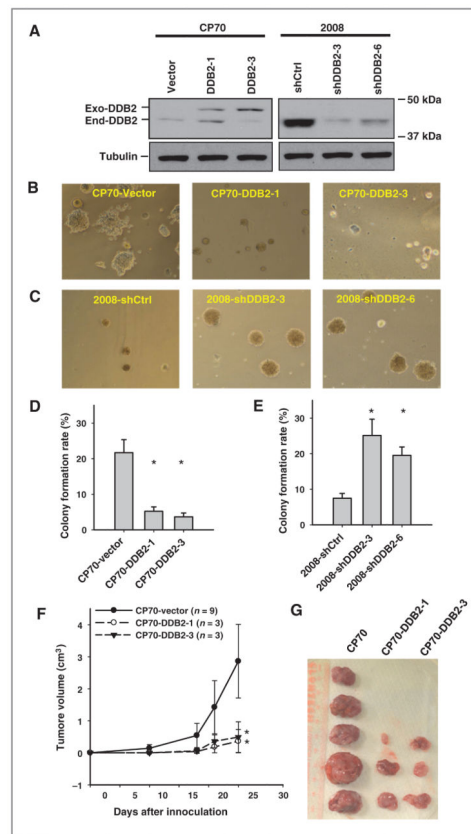 A
CP70
2008
Vector
DDB2-1
DDB2-3
shCtrl
shDDB2-3
shDDB2-6
50 kDa
Exo-DDB2
End-DDB2
37 kDa
Tubulin
B
CP70-Vector
CP70-DDB2-1
CP70-DDB2-3
C
2008-shCtrl
2008-shDDB2-3
2008-shDDB2-6
D
Colony formation rate (%)
30
20
10
0
* *
CP70-vector
CP70-DDB2-1
CP70-DDB2-3
E
Colony formation rate (%)
30
20
10
0
* *
2008-shCtrl
2008-shDDB2-3
2008-shDDB2-6
F
CP70-vector (n = 9)
CP70-DDB2-1 (n = 3)
CP70-DDB2-3 (n = 3)
Tumore volume (cm3)
4
3
2
1
0
−1
*
*
0 5 10 15 20 25 30
Days after innoculation
G
CP70
CP70-DDB2-1
CP70-DDB2-3